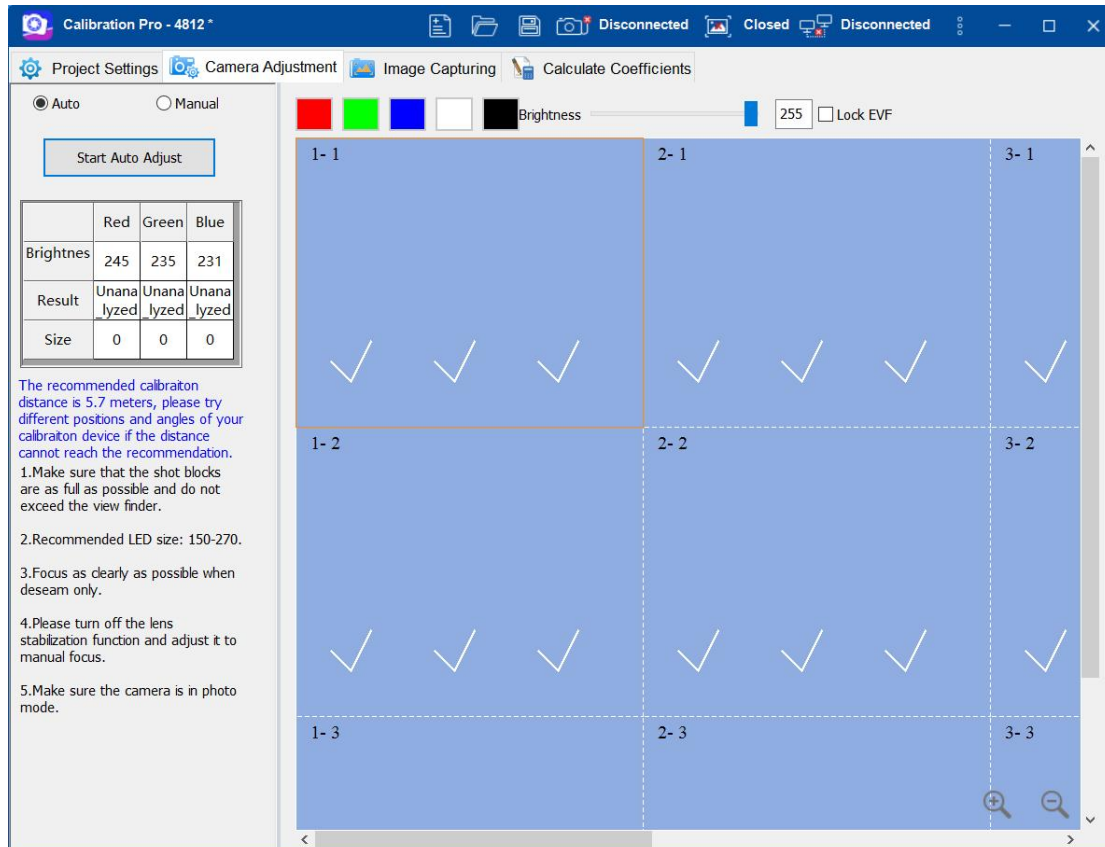 Calibration Pro - 4812 *
Disconnected
Closed
Disconnected
Project Settings
Camera Adjustment
Image Capturing
Calculate Coefficients
Auto
Manual
Start Auto Adjust
Red Green Blue
Brightnes 245 235 231
Result Unana Unana Unana
_lyzed _lyzed _lyzed
Size 0 0 0
The recommended calibraiton
distance is 5.7 meters, please try
different positions and angles of your
calibraiton device if the distance
cannot reach the recommendation.
1.Make sure that the shot blocks
are as full as possible and do not
exceed the view finder.
2.Recommended LED size: 150-270.
3.Focus as clearly as possible when
deseam only.
4.Please turn off the lens
stabilization function and adjust it to
manual focus.
5.Make sure the camera is in photo
mode.
Brightness 255 Lock EVF
1- 1 2- 1 3- 1
1- 2 2- 2 3- 2
1- 3 2- 3 3- 3